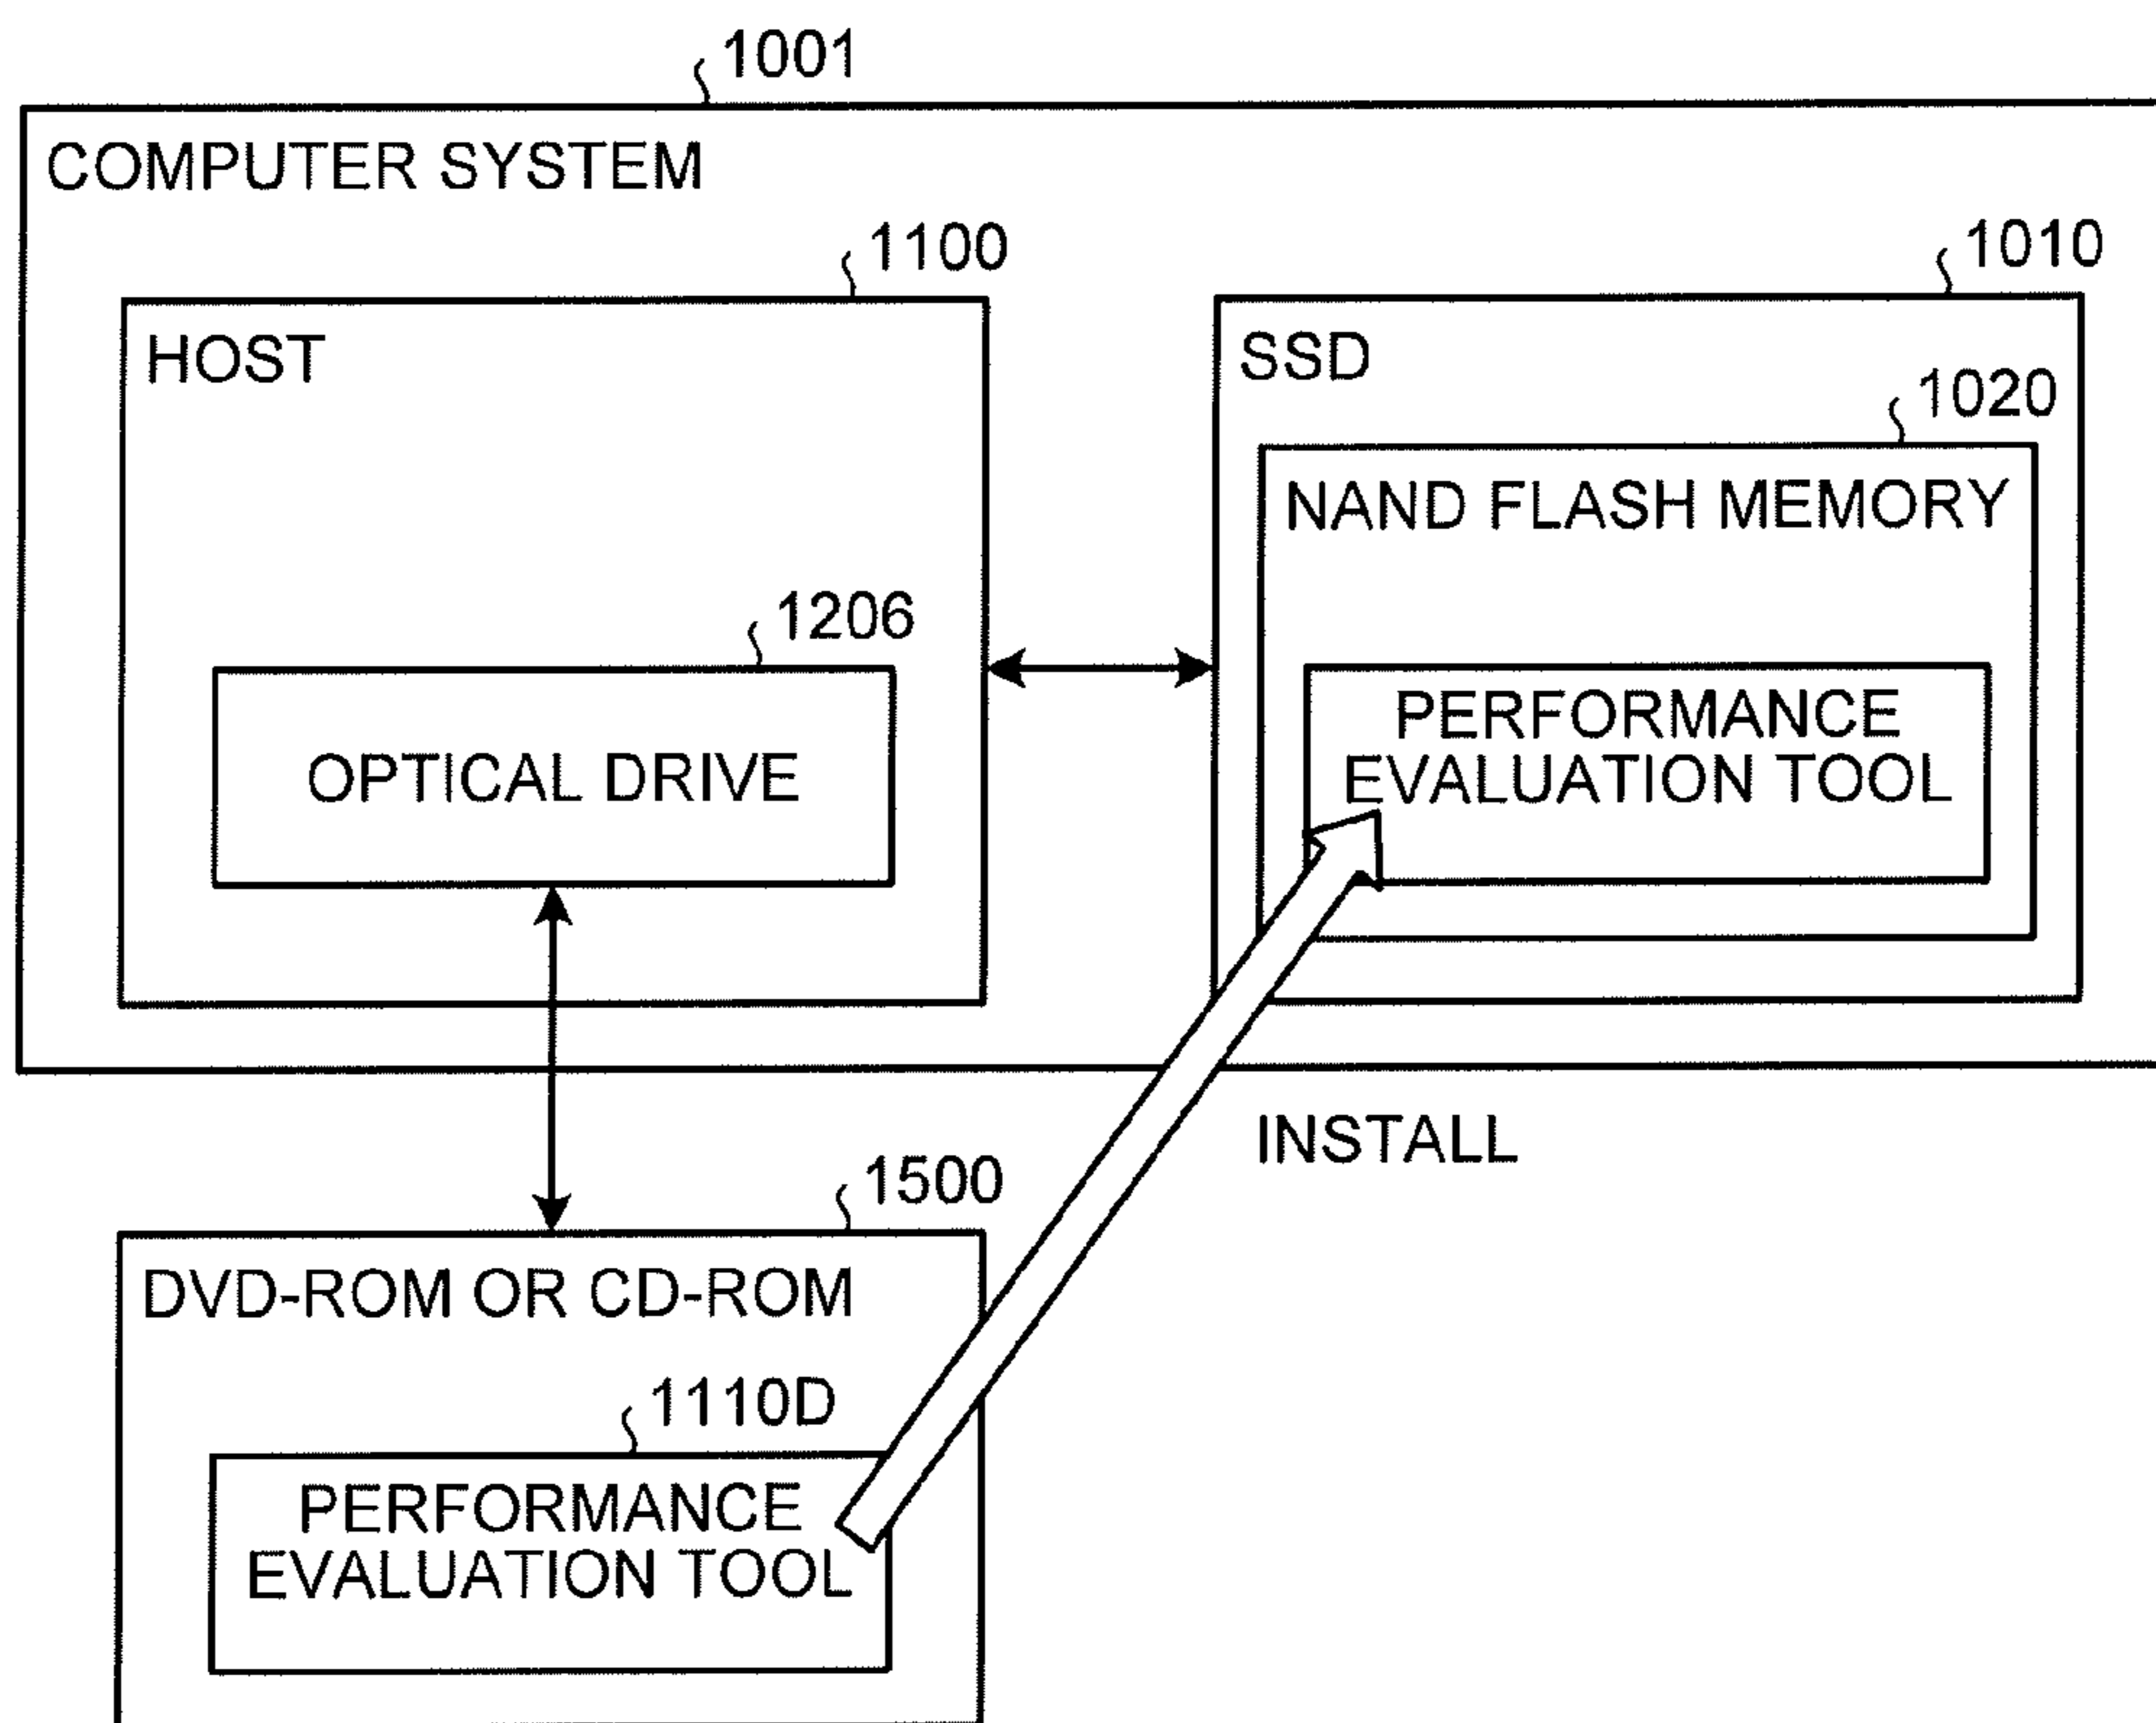 1001
COMPUTER SYSTEM
1100
HOST
1206
OPTICAL DRIVE
1010
SSD
1020
NAND FLASH MEMORY
PERFORMANCE
EVALUATION TOOL
INSTALL
1500
DVD-ROM OR CD-ROM
1110D
PERFORMANCE
EVALUATION TOOL